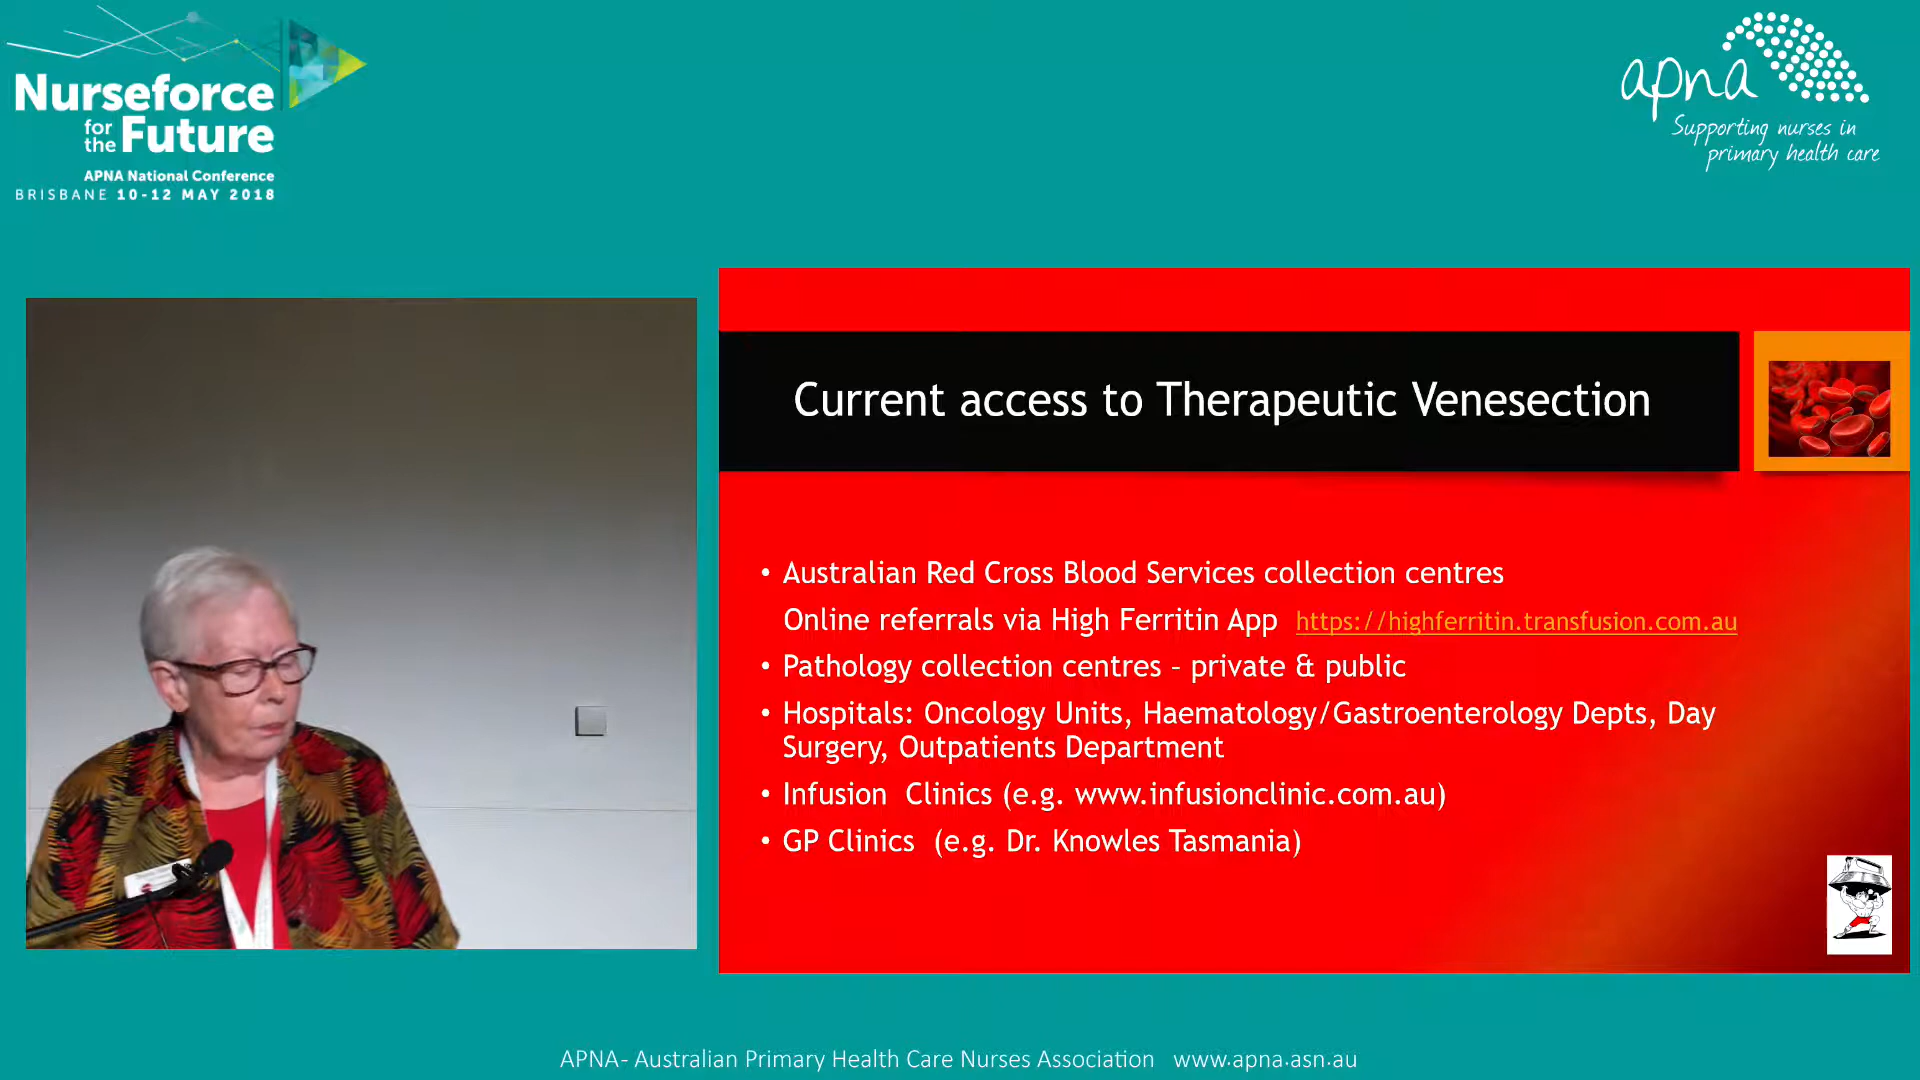 Nurseforce
for the Future
APNA National Conference
BRISBANE 10-12 MAY 2018
apna
Supporting nurses in
primary health care
Current access to Therapeutic Venesection
• Australian Red Cross Blood Services collection centres
Online referrals via High Ferritin App https://highferritin.transfusion.com.au
• Pathology collection centres – private & public
• Hospitals: Oncology Units, Haematology/Gastroenterology Depts, Day
Surgery, Outpatients Department
• Infusion Clinics (e.g. www.infusionclinic.com.au)
• GP Clinics (e.g. Dr. Knowles Tasmania)
APNA- Australian Primary Health Care Nurses Association www.apna.asn.au